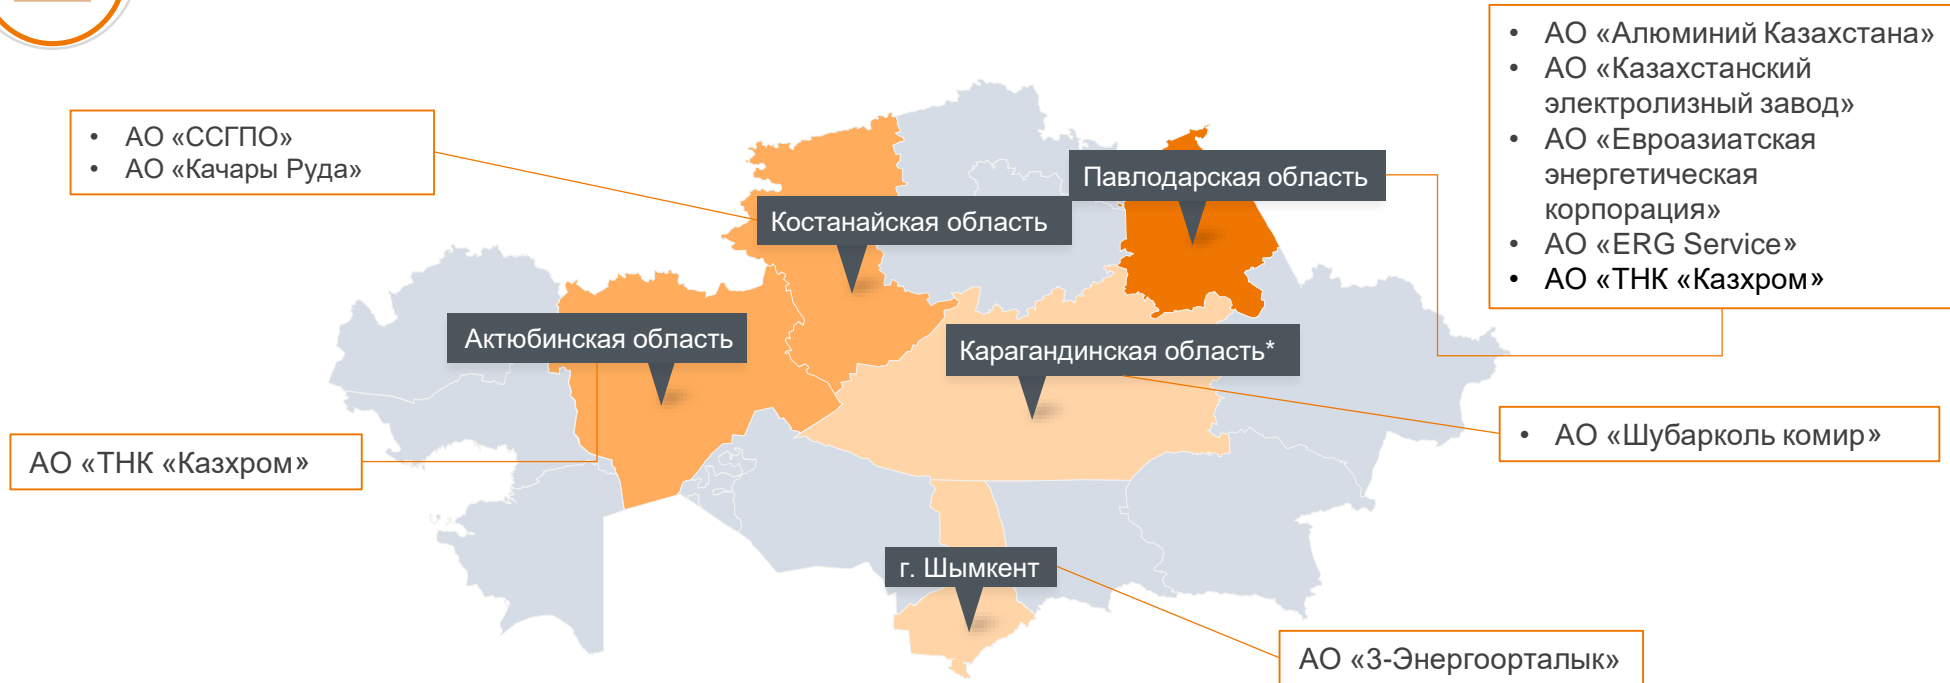 • АО «Алюминий Казахстана»
• АО «Казахстанский
электролизный завод»
• АО «Евроазиатская
энергетическая
корпорация»
• АО «ERG Service»
• АО «ТНК «Казхром»
• АО «ССГПО»
• АО «Качары Руда»
Павлодарская область
Костанайская область
Актюбинская область
Карагандинская область*
АО «ТНК «Казхром»
• АО «Шубарколь комир»
г. Шымкент
АО «3-Энергоорталык»